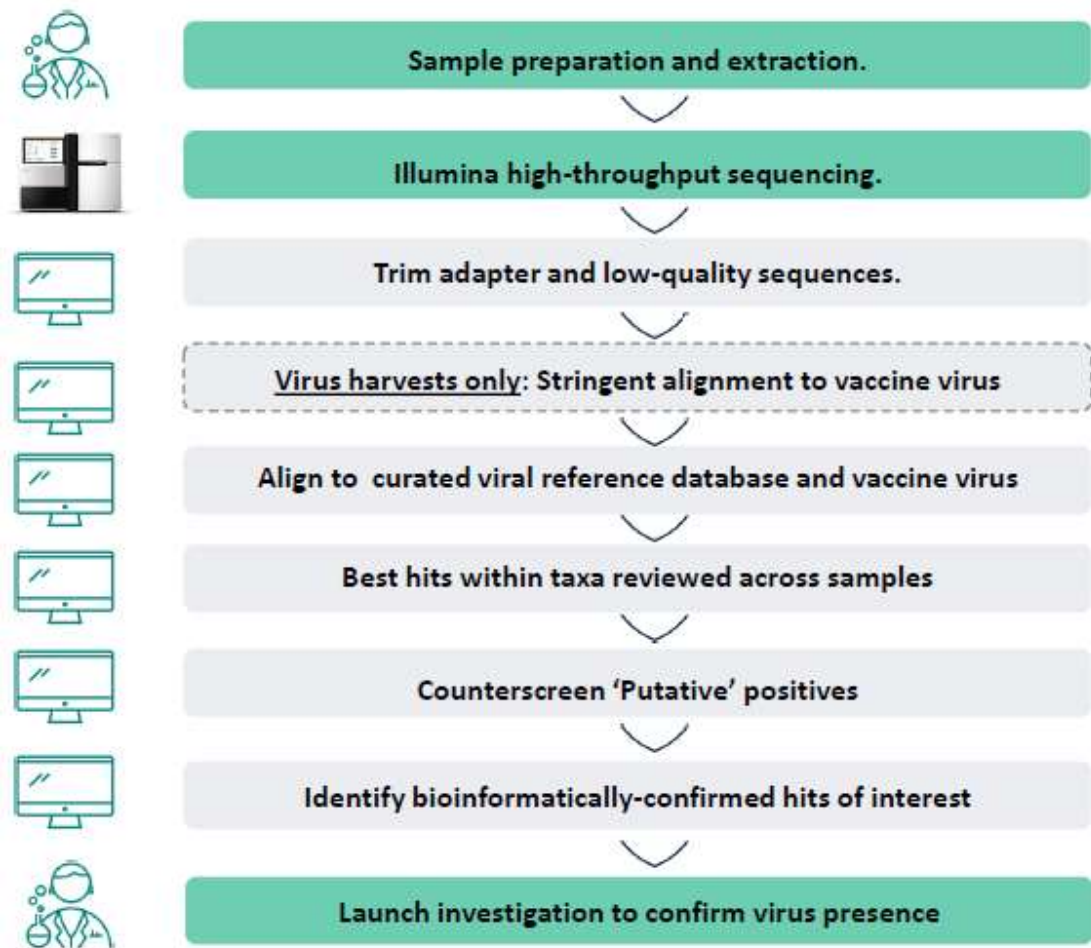 Sample preparation and extraction.
Illumina high-throughput sequencing.
Trim adapter and low-quality sequences.
Virus harvests only: Stringent alignment to vaccine virus
Align to curated viral reference database and vaccine virus
Best hits within taxa reviewed across samples
Counterscreen ‘Putative’ positives
Identify bioinformatically-confirmed hits of interest
Launch investigation to confirm virus presence